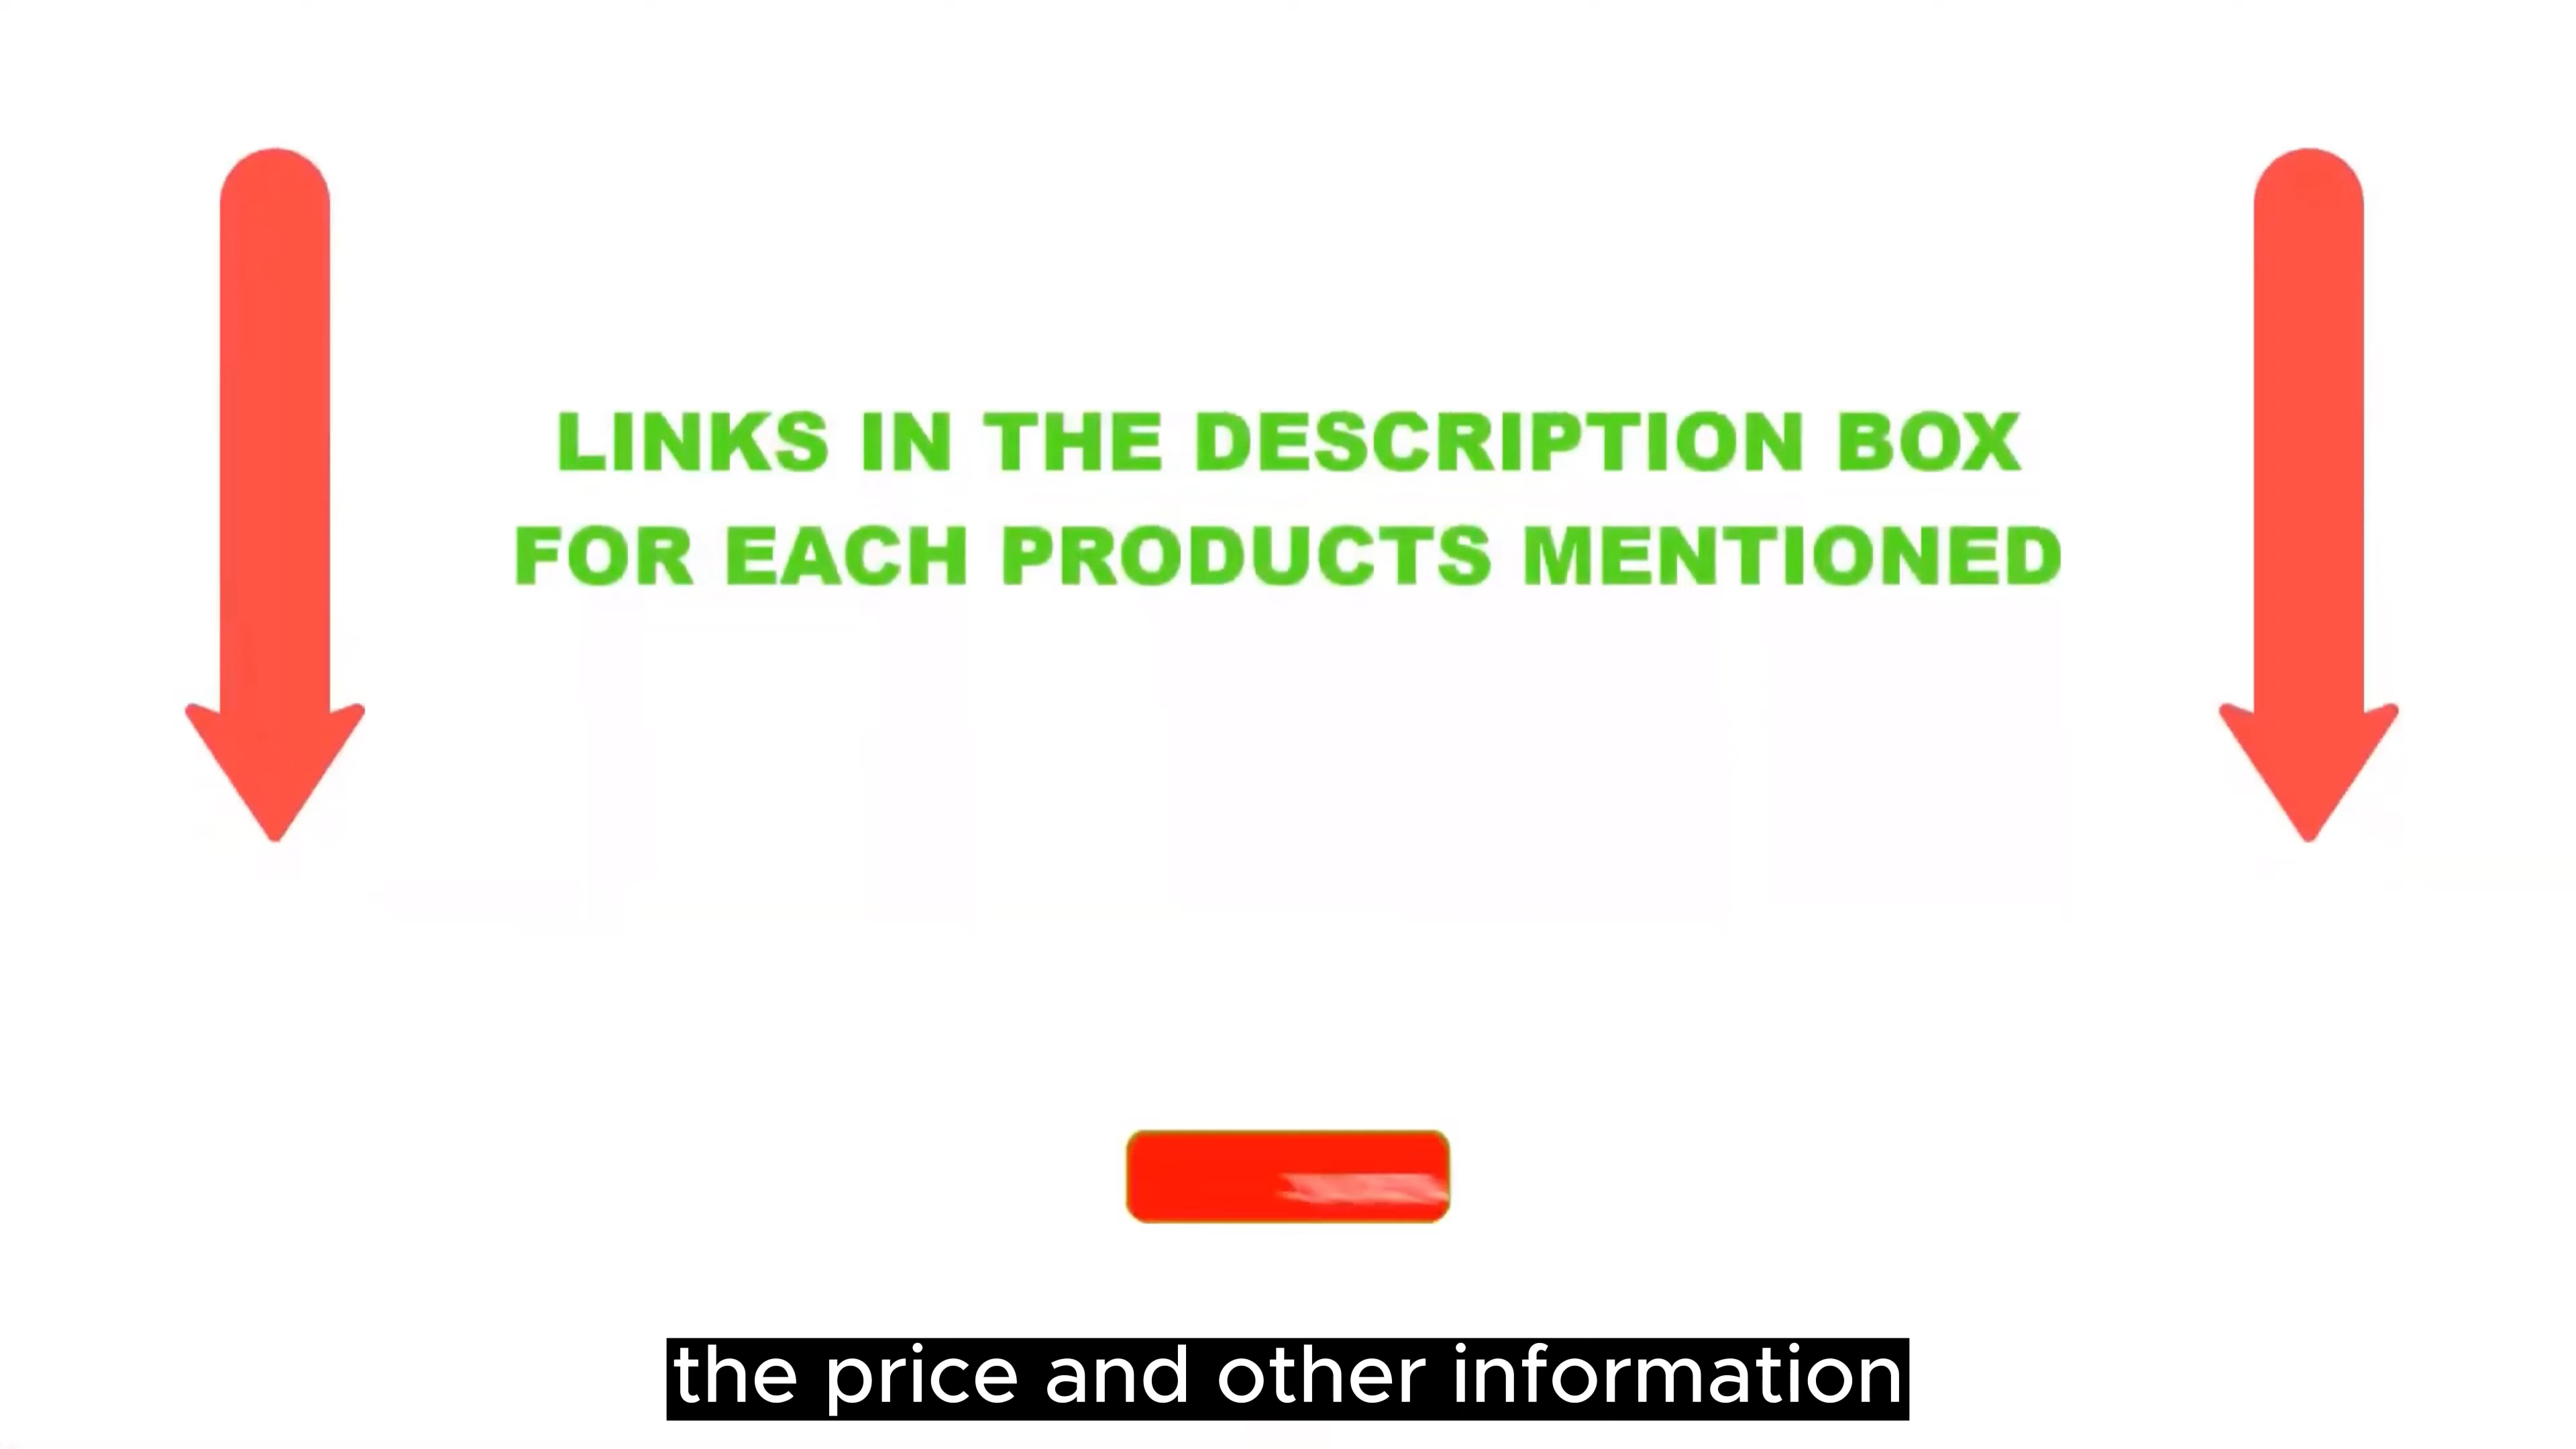 LINKS IN THE DESCRIPTION BOX
FOR EACH PRODUCTS MENTIONED
the price and other information